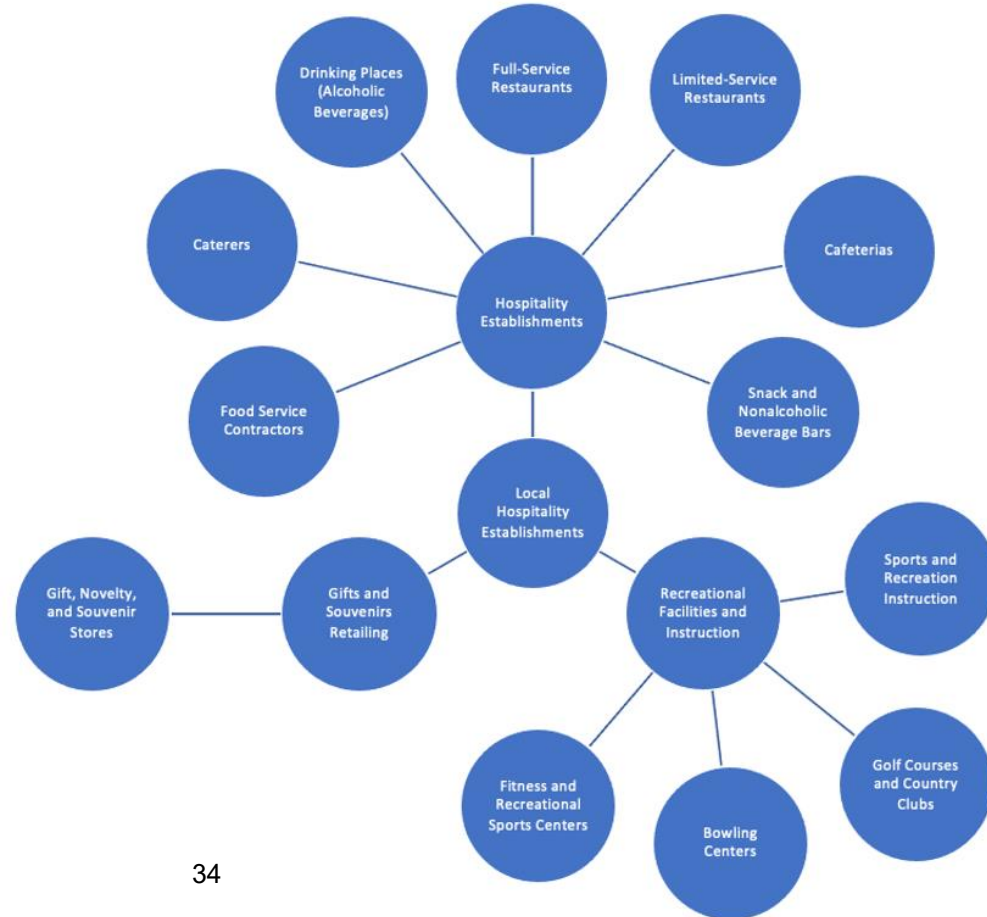 Drinking Places
(Alcoholic
Beverages)
Full-Service
Restaurants
Limited-Service
Restaurants
Caterers
Cafeterias
Hospitality
Establishments
Food Service
Contractors
Snack and
Nonalcoholic
Beverage Bars
Local
Hospitality
Establishments
Gift, Novelty,
and Souvenir
Stores
Gifts and
Souvenirs
Retailing
Recreational
Facilities and
Instruction
Sports and
Recreation
Instruction
Fitness and
Recreational
Sports Centers
Bowling
Centers
Golf Courses
and Country
Clubs
34